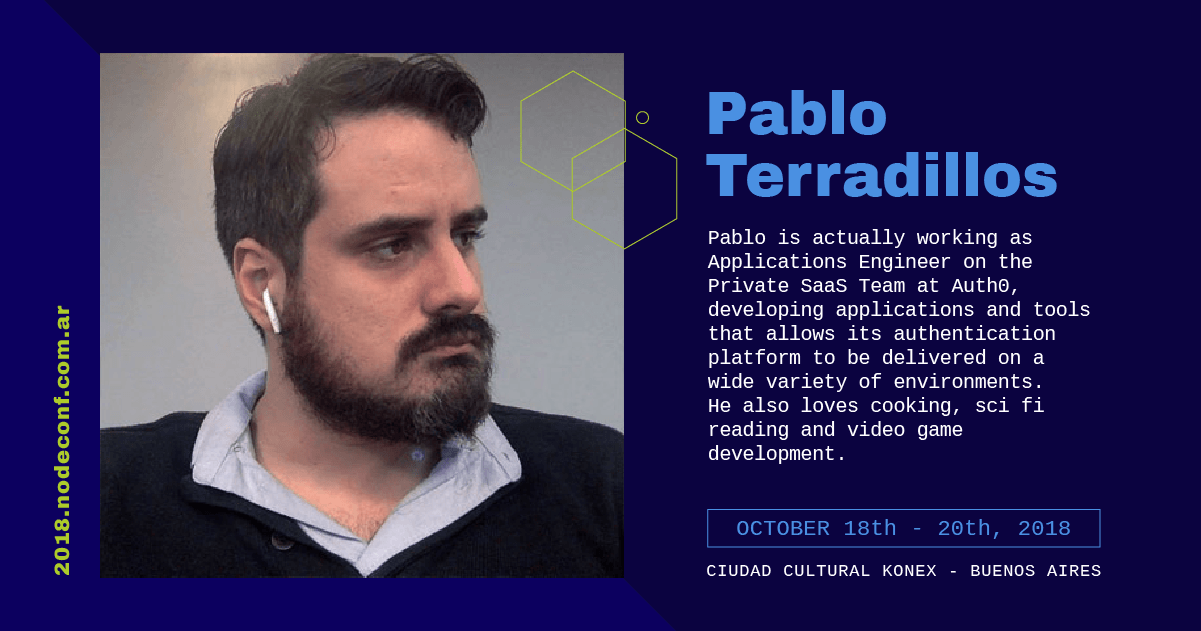 Pablo
Terradillos
Pablo is actually working as
Applications Engineer on the
Private SaaS Team at Auth0,
developing applications and tools
that allows its authentication
platform to be delivered on a
wide variety of environments.
He also loves cooking, sci fi
reading and video game
development.
OCTOBER 18th - 20th, 2018
CIUDAD CULTURAL KONEX - BUENOS AIRES
2018.nodeconf.com.ar